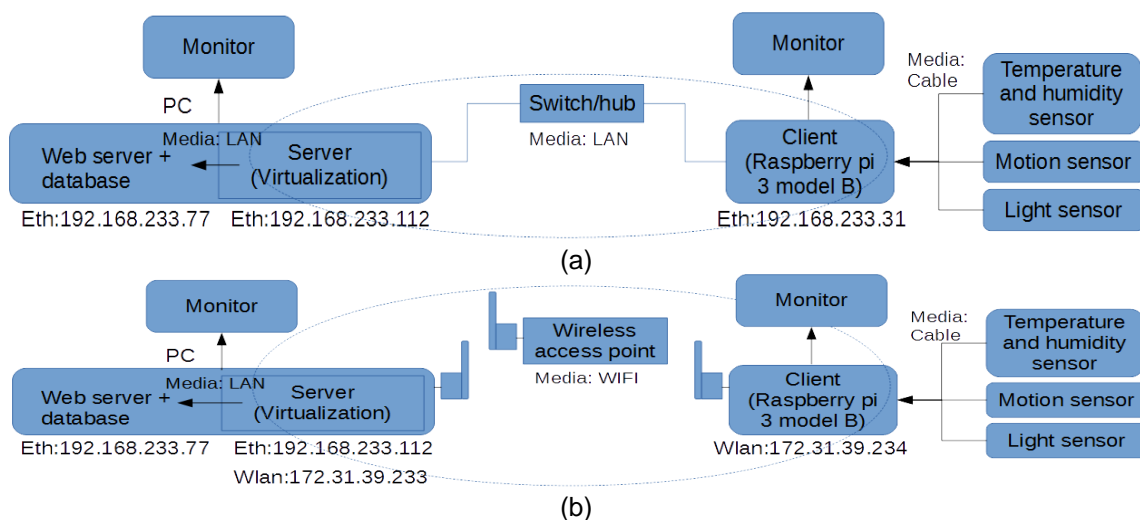 Monitor
PC
Media: LAN
Web server +
database
Server
(Virtualization)
Eth:192.168.233.77
Eth:192.168.233.112
Switch/hub
Media: LAN
Monitor
Client
(Raspberry pi
3 model B)
Eth:192.168.233.31
Media:
Cable
Temperature
and humidity
sensor
Motion sensor
Light sensor
(a)
Monitor
PC
Media: LAN
Web server +
database
Server
(Virtualization)
Eth:192.168.233.77
Eth:192.168.233.112
Wlan:172.31.39.233
Wireless
access point
Media: WIFI
Monitor
Client
(Raspberry pi
3 model B)
Wlan:172.31.39.234
Media:
Cable
Temperature
and humidity
sensor
Motion sensor
Light sensor
(b)